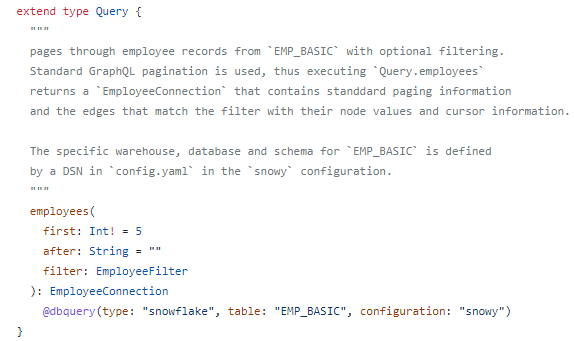 extend type Query {
"""
pages through employee records from `EMP_BASIC` with optional filtering.
Standard GraphQL pagination is used, thus executing `Query.employees`
returns a `EmployeeConnection` that contains standdard paging information
and the edges that match the filter with their node values and cursor information.
The specific warehouse, database and schema for `EMP_BASIC` is defined
by a DSN in `config.yaml` in the `snowy` configuration.
"""
employees(
first: Int! = 5
after: String = ""
filter: EmployeeFilter
): EmployeeConnection
@dbquery(type: "snowflake", table: "EMP_BASIC", configuration: "snowy")
}